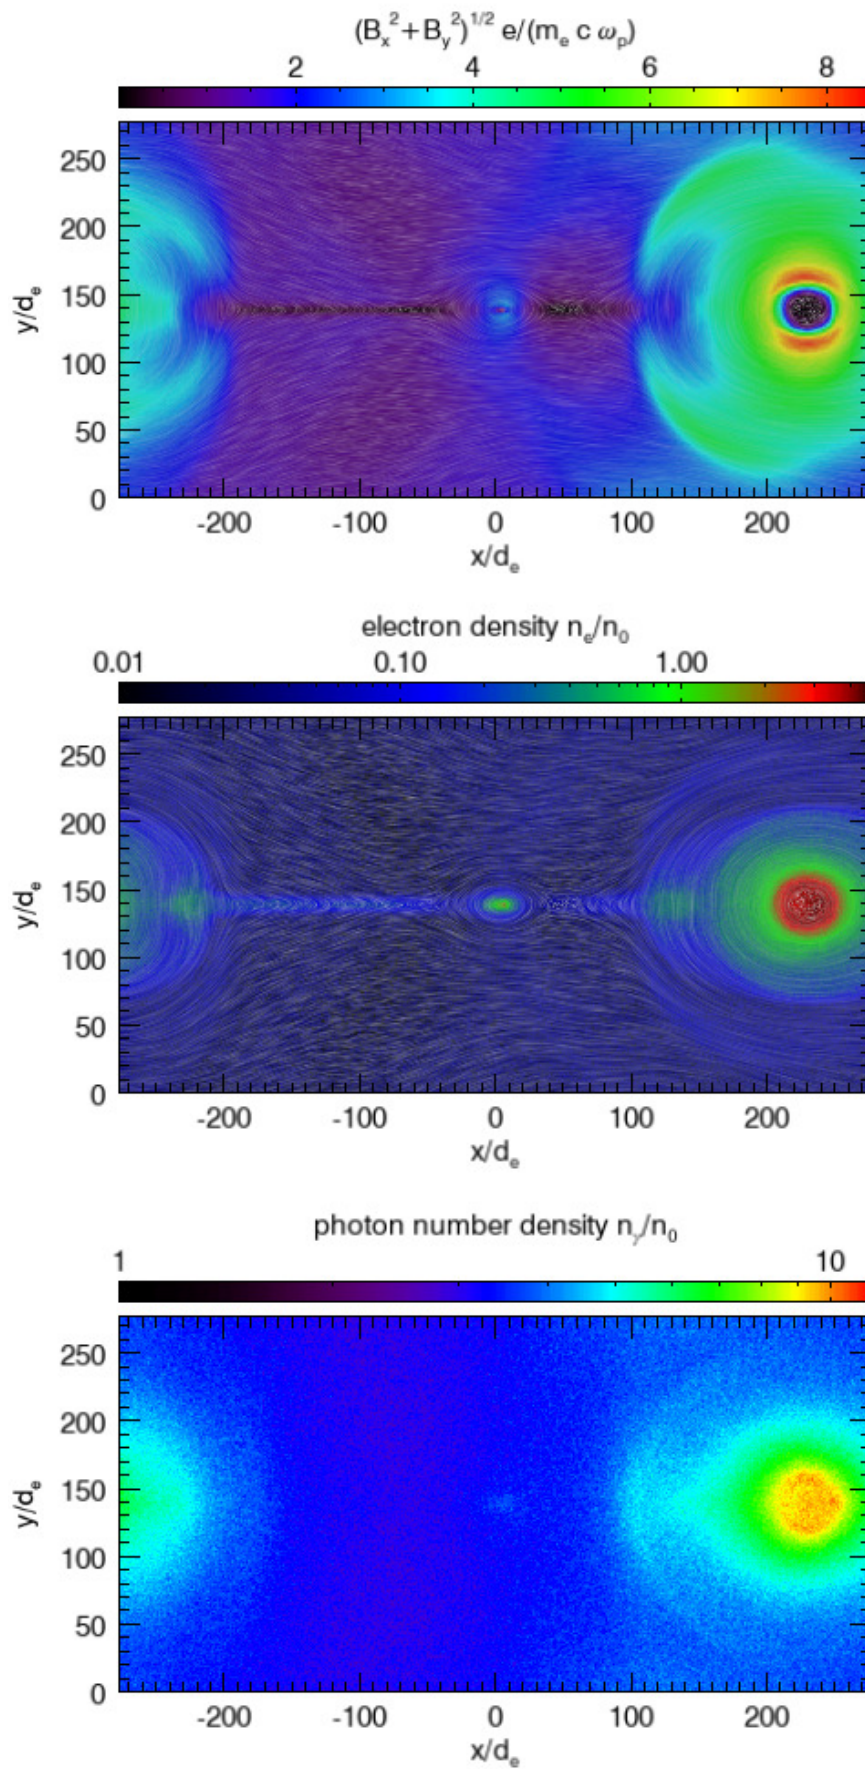 (Bₓ²+Bᵧ²)¹/² e/(mₑ c ωₚ)
2 4 6 8
250
200
150
100
50
0
y/dₑ
-200 -100 0 100 200
x/dₑ
electron density nₑ/n₀
0.01 0.10 1.00
250
200
150
100
50
0
y/dₑ
-200 -100 0 100 200
x/dₑ
photon number density nᵧ/n₀
1 10
250
200
150
100
50
0
y/dₑ
-200 -100 0 100 200
x/dₑ